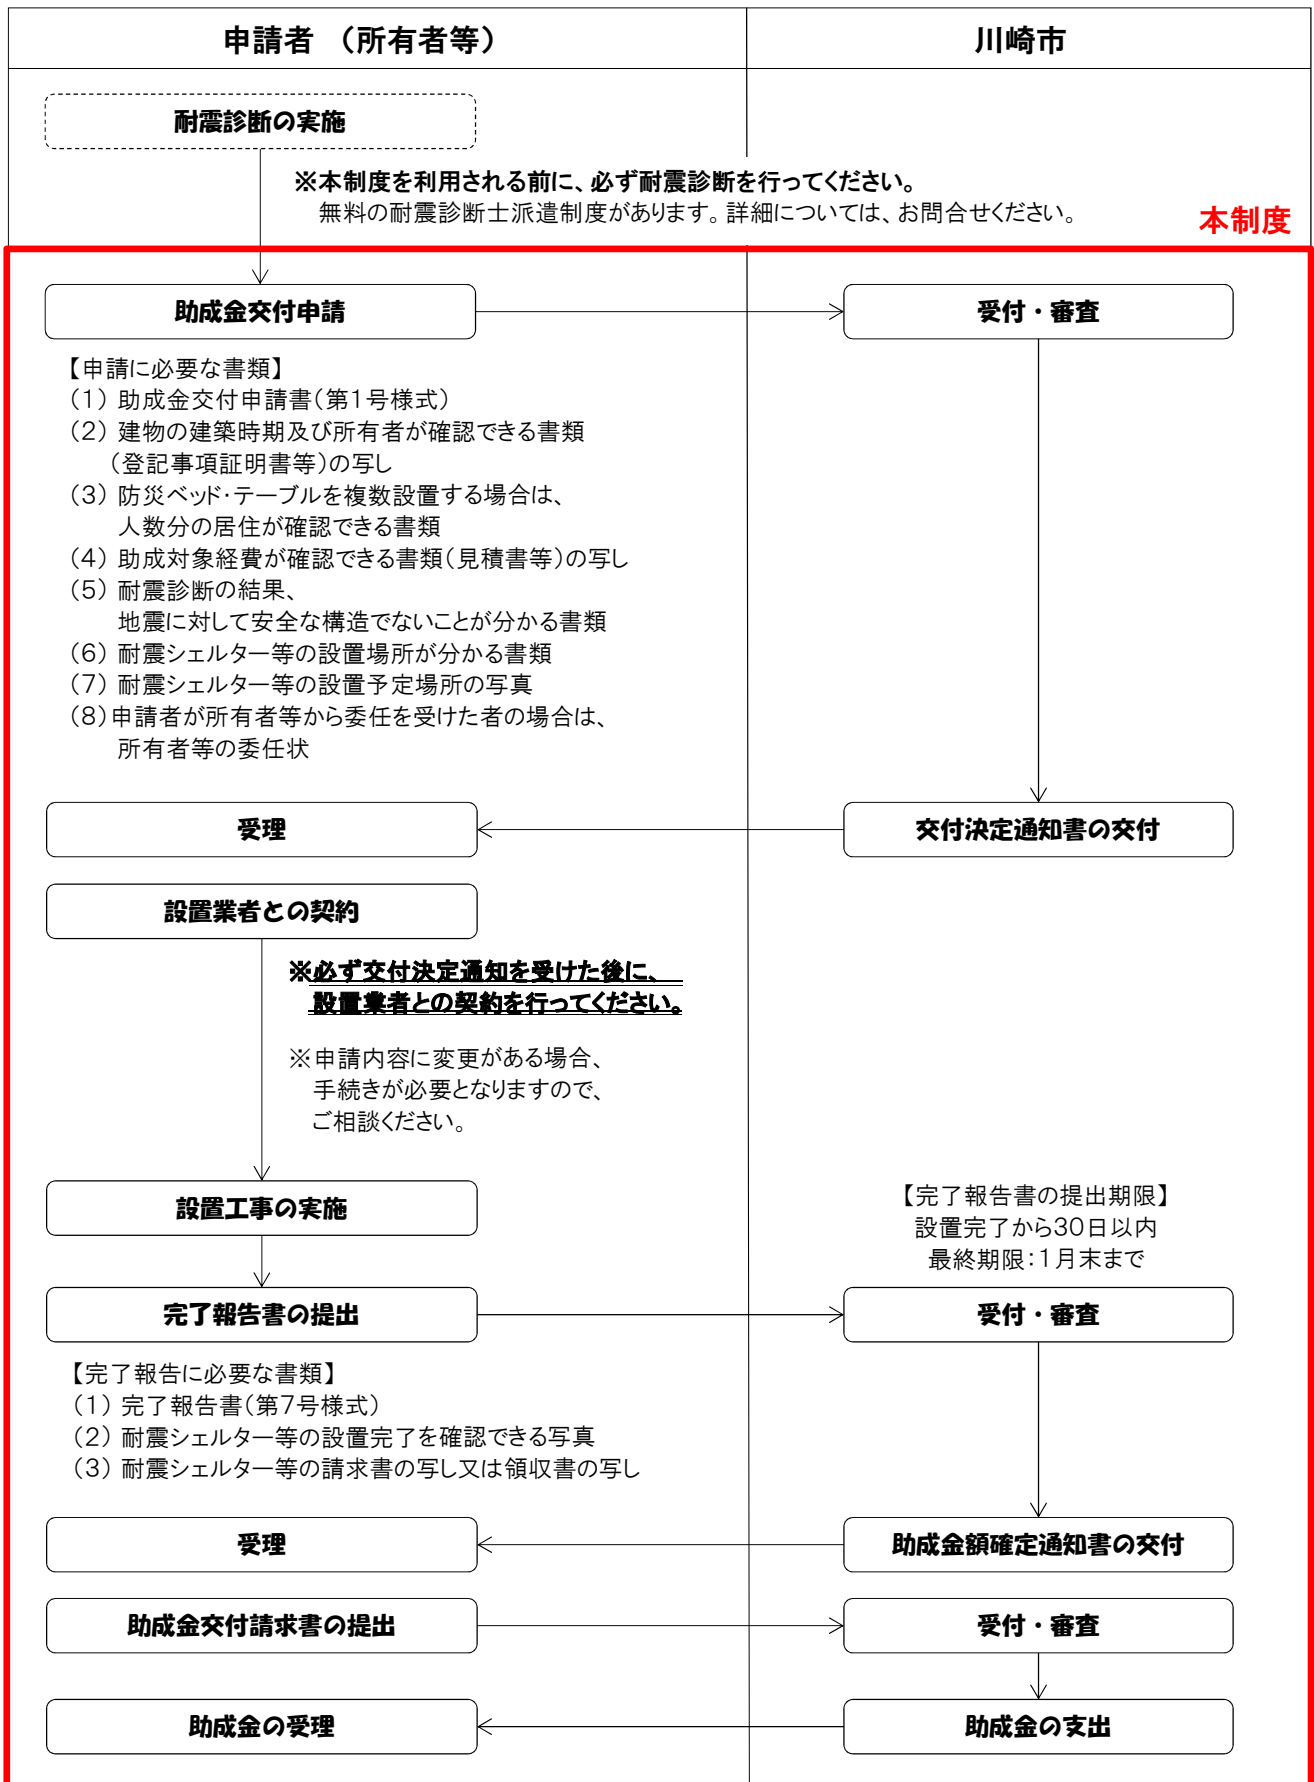 申請者 （所有者等）
川崎市
耐震診断の実施
※本制度を利用される前に、必ず耐震診断を行ってください。
無料の耐震診断士派遣制度があります。詳細については、お問合せください。
本制度
助成金交付申請
受付・審査
【申請に必要な書類】
（1） 助成金交付申請書（第1号様式）
（2） 建物の建築時期及び所有者が確認できる書類
（登記事項証明書等）の写し
（3） 防災ベッド・テーブルを複数設置する場合は、
人数分の居住が確認できる書類
（4） 助成対象経費が確認できる書類（見積書等）の写し
（5） 耐震診断の結果、
地震に対して安全な構造でないことが分かる書類
（6） 耐震シェルター等の設置場所が分かる書類
（7） 耐震シェルター等の設置予定場所の写真
（8）申請者が所有者等から委任を受けた者の場合は、
所有者等の委任状
受理
交付決定通知書の交付
設置業者との契約
※必ず交付決定通知を受けた後に、
設置業者との契約を行ってください。
※申請内容に変更がある場合、
手続きが必要となりますので、
ご相談ください。
設置工事の実施
【完了報告書の提出期限】
設置完了から30日以内
最終期限：1月末まで
完了報告書の提出
受付・審査
【完了報告に必要な書類】
（1） 完了報告書（第7号様式）
（2） 耐震シェルター等の設置完了を確認できる写真
（3） 耐震シェルター等の請求書の写し又は領収書の写し
受理
助成金額確定通知書の交付
助成金交付請求書の提出
受付・審査
助成金の受理
助成金の支出